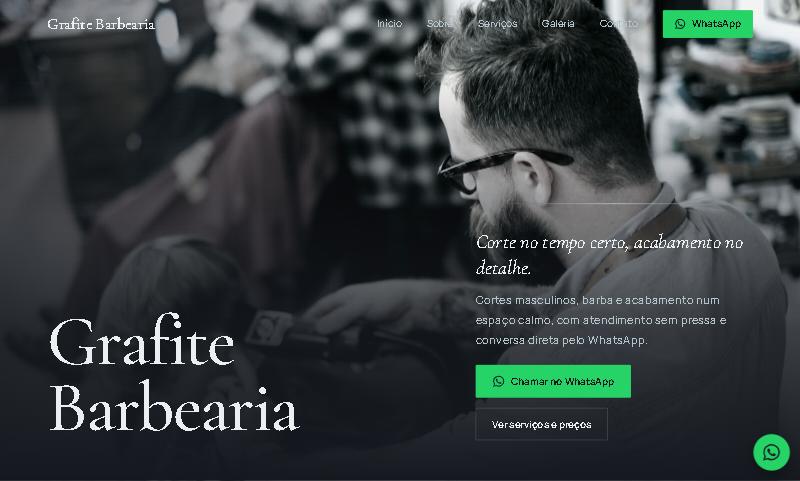 Grafite Barbearia
Início
Sobre
Serviços
Galeria
Contato
WhatsApp
Grafite
Barbearia
Corte no tempo certo, acabamento no
detalhe.
Cortes masculinos, barba e acabamento num
espaço calmo, com atendimento sem pressa e
conversa direta pelo WhatsApp.
Chamar no WhatsApp
Ver serviços e preços